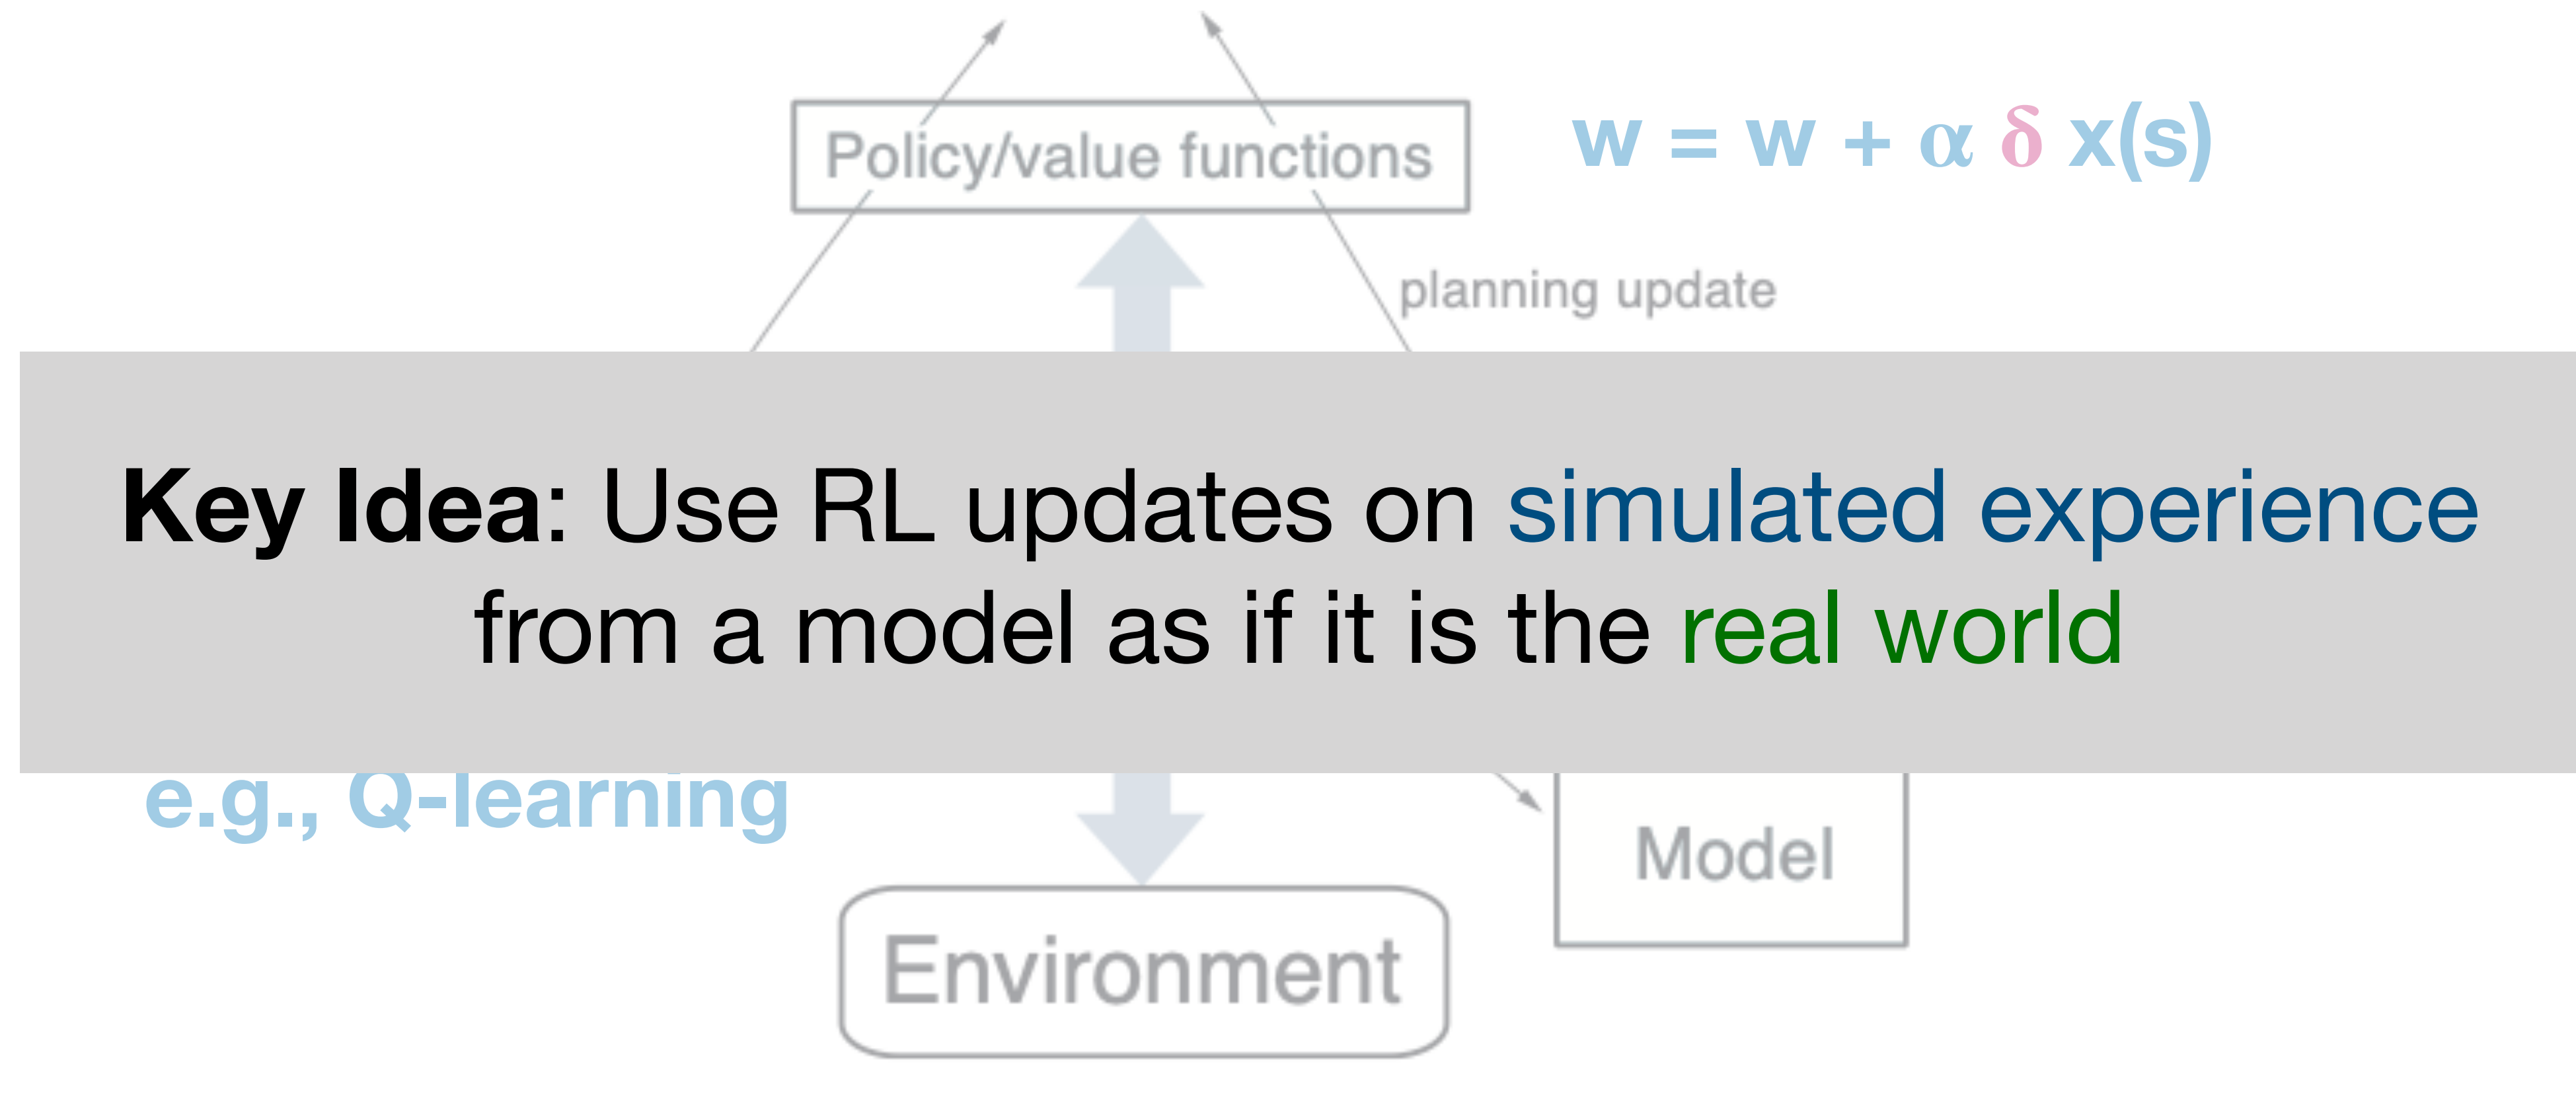 Policy/value functions
w = w + α δ x(s)
planning update
Key Idea: Use RL updates on simulated experience
from a model as if it is the real world
e.g., Q-learning
Model
Environment